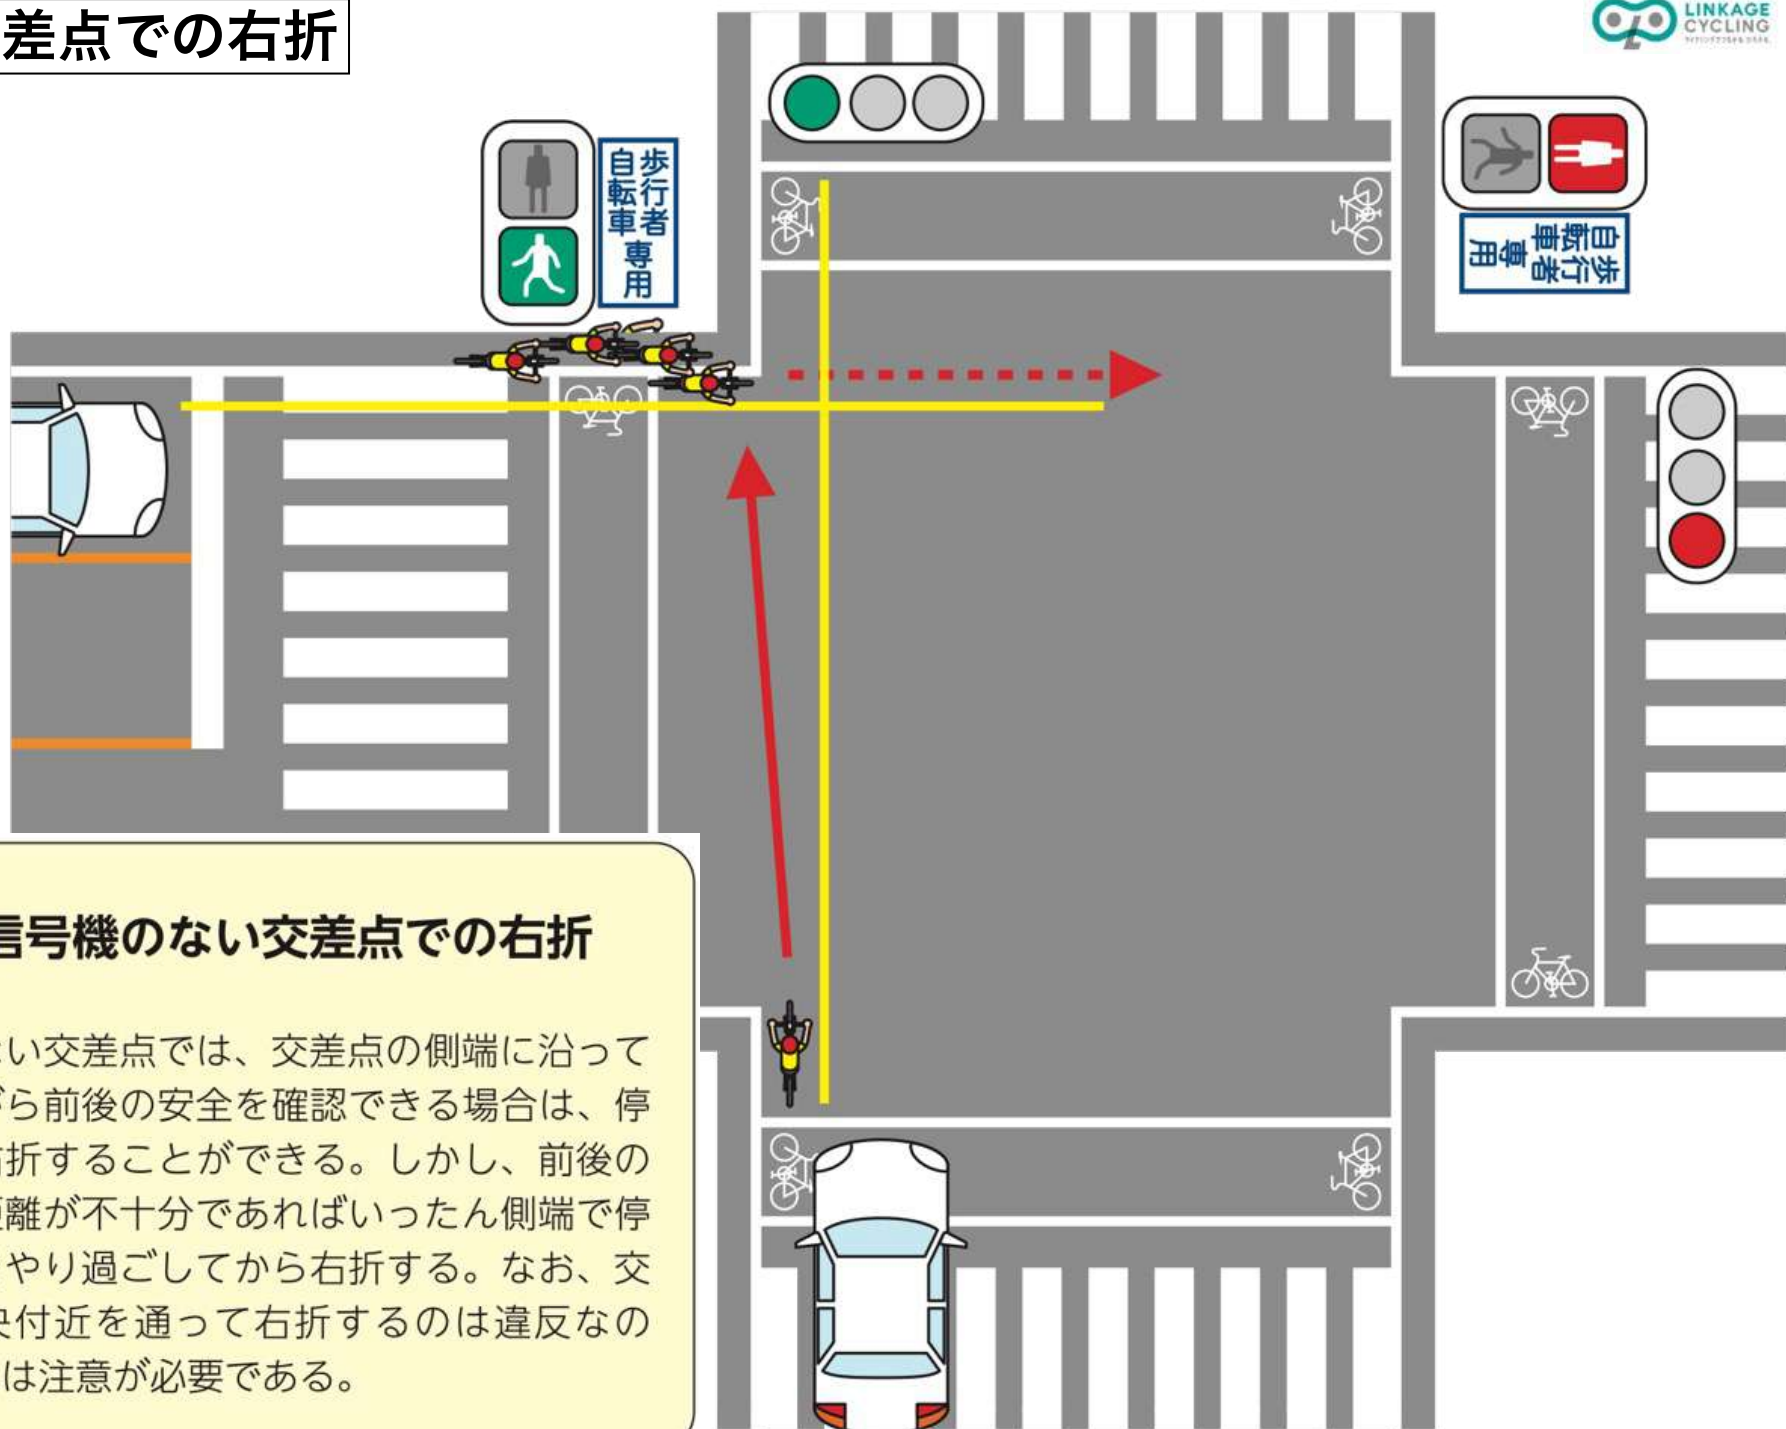 差点での右折
LINKAGE
CYCLING
歩行者
自転車
専用
歩行者
自転車
専用
信号機のない交差点での右折
い交差点では、交差点の側端に沿って
がら前後の安全を確認できる場合は、停
右折することができる。しかし、前後の
距離が不十分であればいったん側端で停
やり過ごしてから右折する。なお、交
央付近を通って右折するのは違反なの
は注意が必要である。